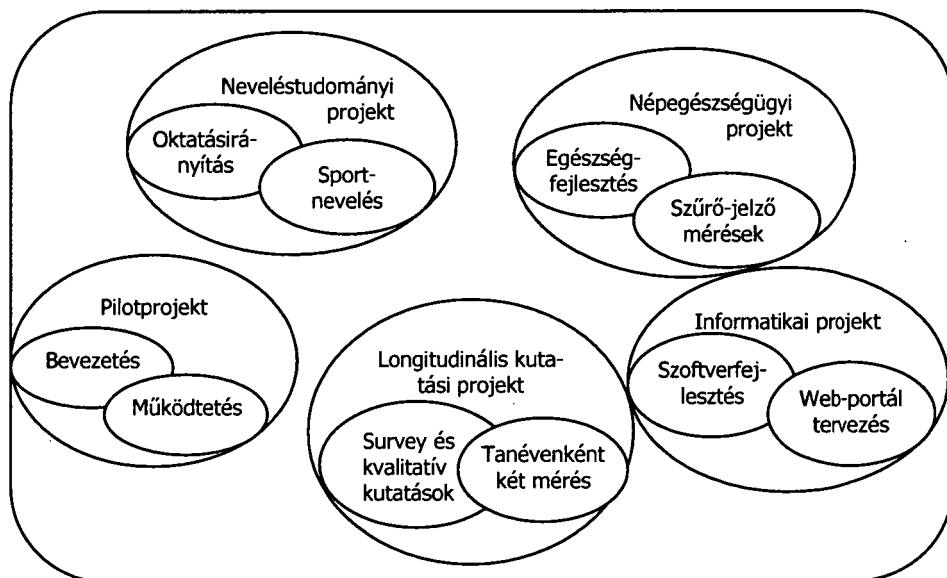 Neveléstudományi
projekt
Oktatásirá-
nyítás
Sport-
nevelés
Népegészségügyi
projekt
Egészség-
fejlesztés
Szűrő-jelző
mérések
Pilotprojekt
Bevezetés
Működtetés
Longitudinális kuta-
tási projekt
Survey és
kvalitatív
kutatások
Tanévenként
két mérés
Informatikai projekt
Szoftverfej-
lesztés
Web-portál
tervezés